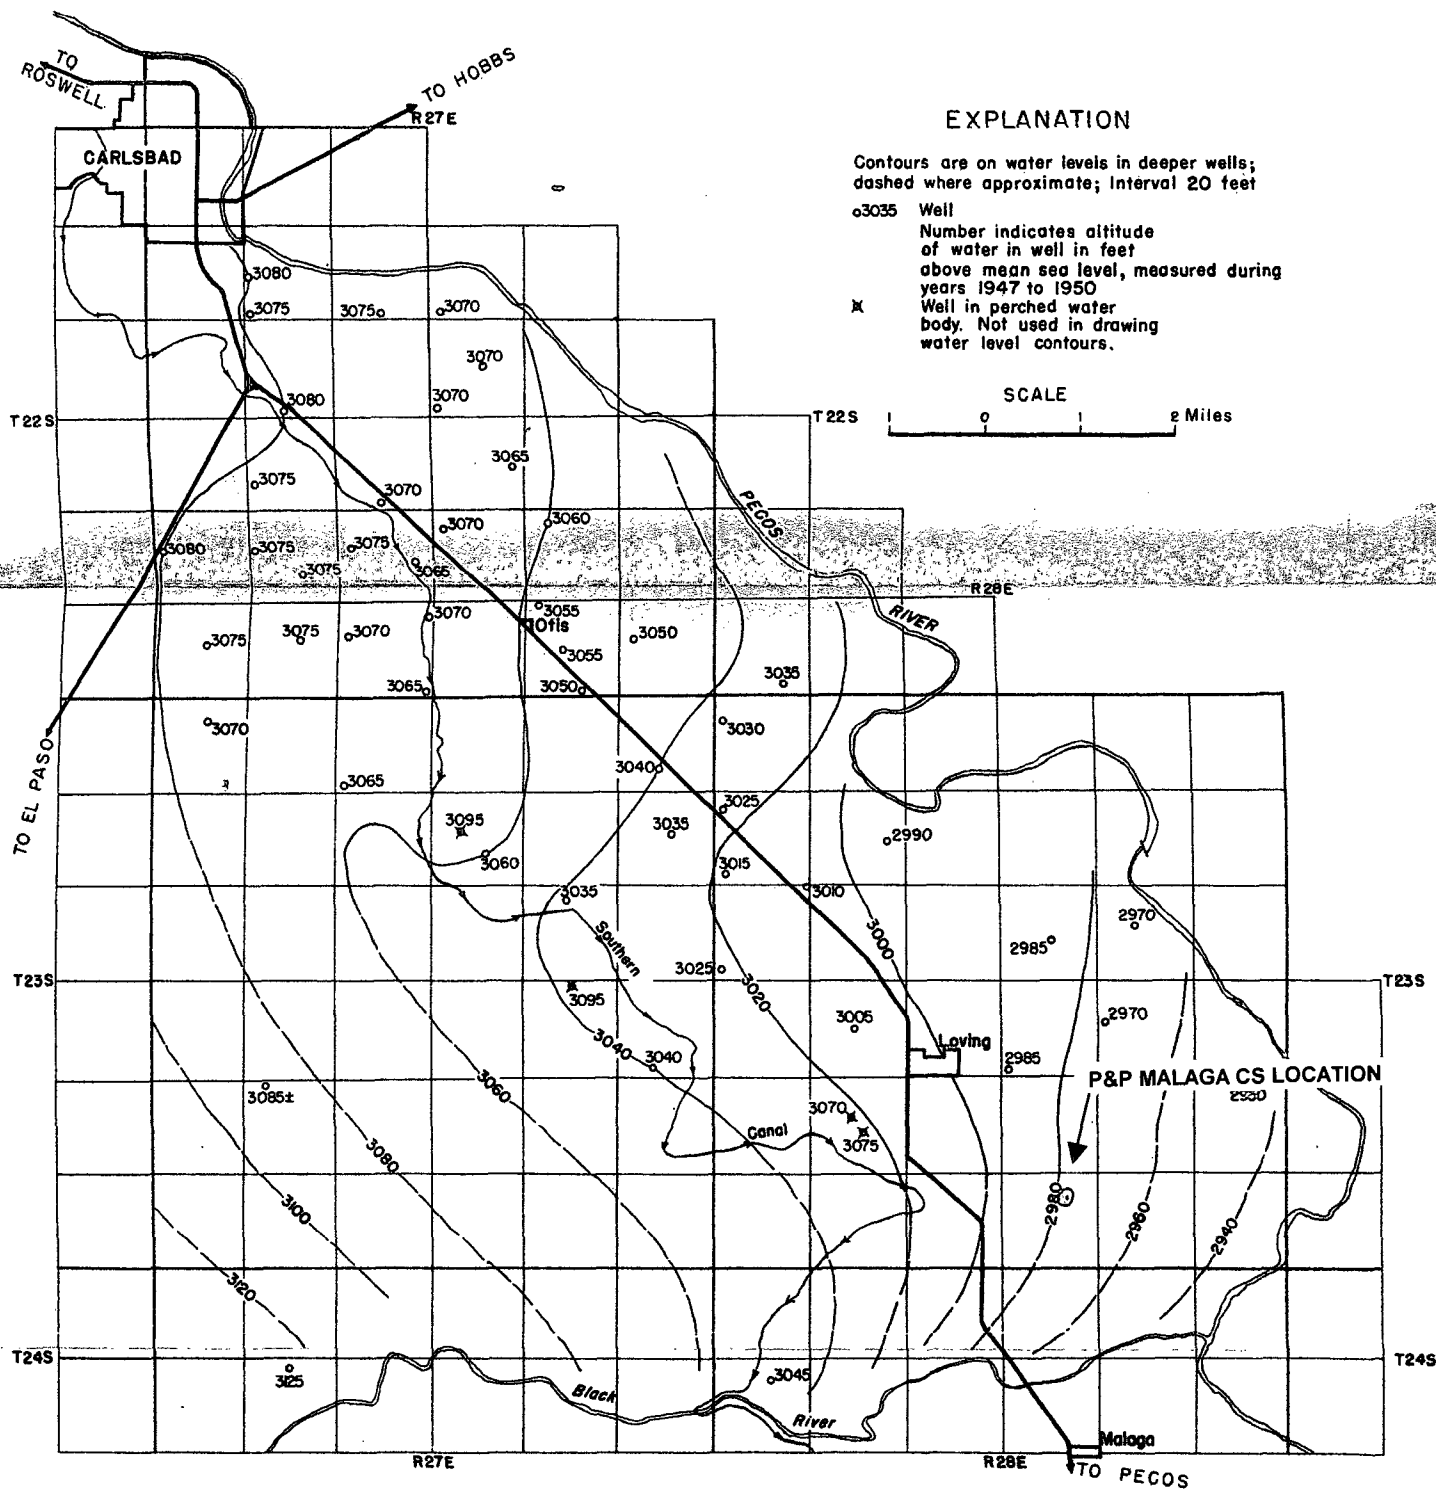 TO
ROSWELL
TO HOBBS
R27E
CARLSBAD
EXPLANATION
Contours are on water levels in deeper wells;
dashed where approximate; Interval 20 feet
3035 Well
Number indicates altitude
of water in well in feet
above mean sea level, measured during
years 1947 to 1950
Well in perched water
body. Not used in drawing
water level contours.
SCALE
1 0 1 2 Miles
3080
3075
3075
3070
3070
3080
3070
T22S
T22S
3065
3075
3070
PECOS
3070
3060
3080
3075
3075
3075
3065
R28E
RIVER
3070
3055
Otis
3075
3075
3070
3050
3055
3035
3065
3050
3070
3030
TO EL PASO
3040
3065
3025
3095
3035
2990
3060
3015
3010
3035
2970
3000
2985
Southern
3025
T23S
T23S
3020
3095
3005
2970
3040
3040
Loving
2985
P&P MALAGA CS LOCATION
3060
3085±
3070
Canal
3075
3080
3100
2980
2960
2940
3120
T24S
T24S
3125
3045
Black
River
Malaga
R27E
R28E
TO PECOS